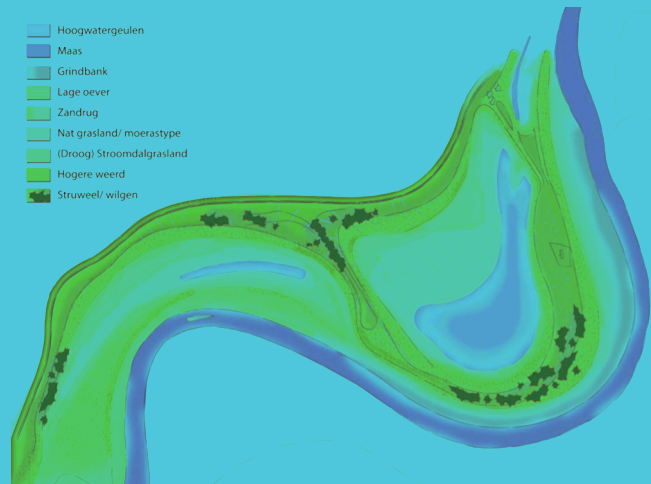 Hoogwatergeulen
Maas
Grindbank
Lage oever
Zandrug
Nat grasland/ moerastype
(Droog) Stroomdalgrasland
Hogere weerd
Struweel/ wilgen